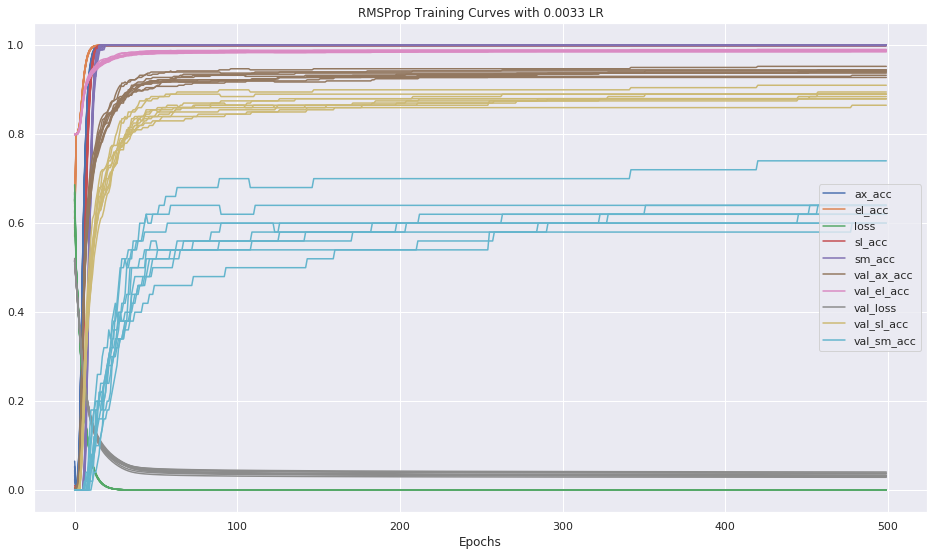 RMSProp Training Curves with 0.0033 LR
1.0
0.8
0.6
0.4
0.2
0.0
ax_acc
el_acc
loss
sl_acc
sm_acc
val_ax_acc
val_el_acc
val_loss
val_sl_acc
val_sm_acc
0
100
200
300
400
500
Epochs